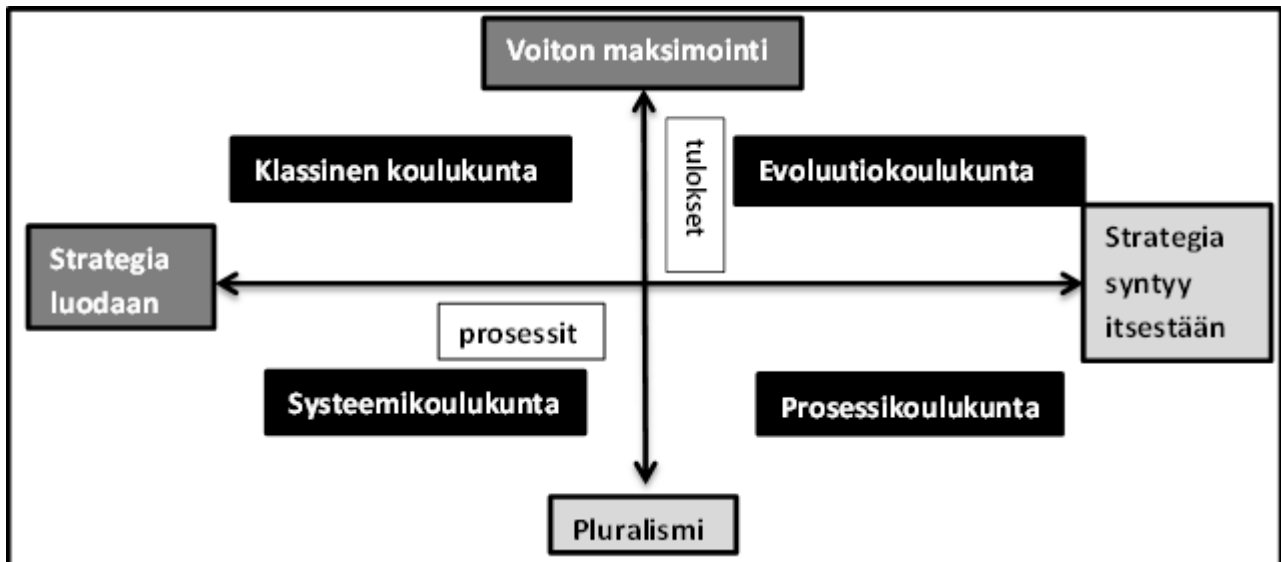 Voiton maksimointi
Klassinen koulukunta
tulokset
Evoluutiokoulukunta
Strategia
luodaan
Strategia
syntyy
itsestään
prosessit
Systeemikoulukunta
Prosessikoulukunta
Pluralismi